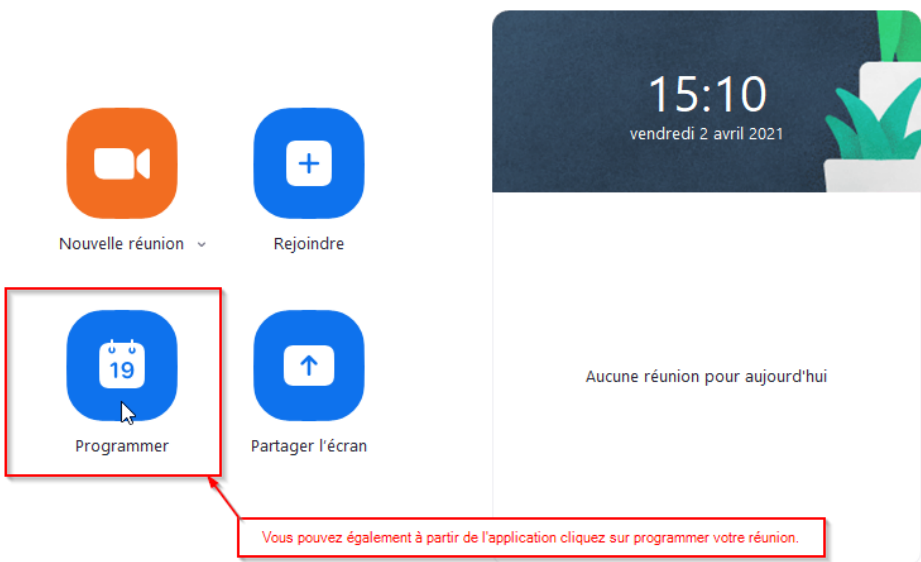 15:10
vendredi 2 avril 2021
Nouvelle réunion
Rejoindre
19
Programmer
Partager l'écran
Aucune réunion pour aujourd'hui
Vous pouvez également à partir de l'application cliquez sur programmer votre réunion.